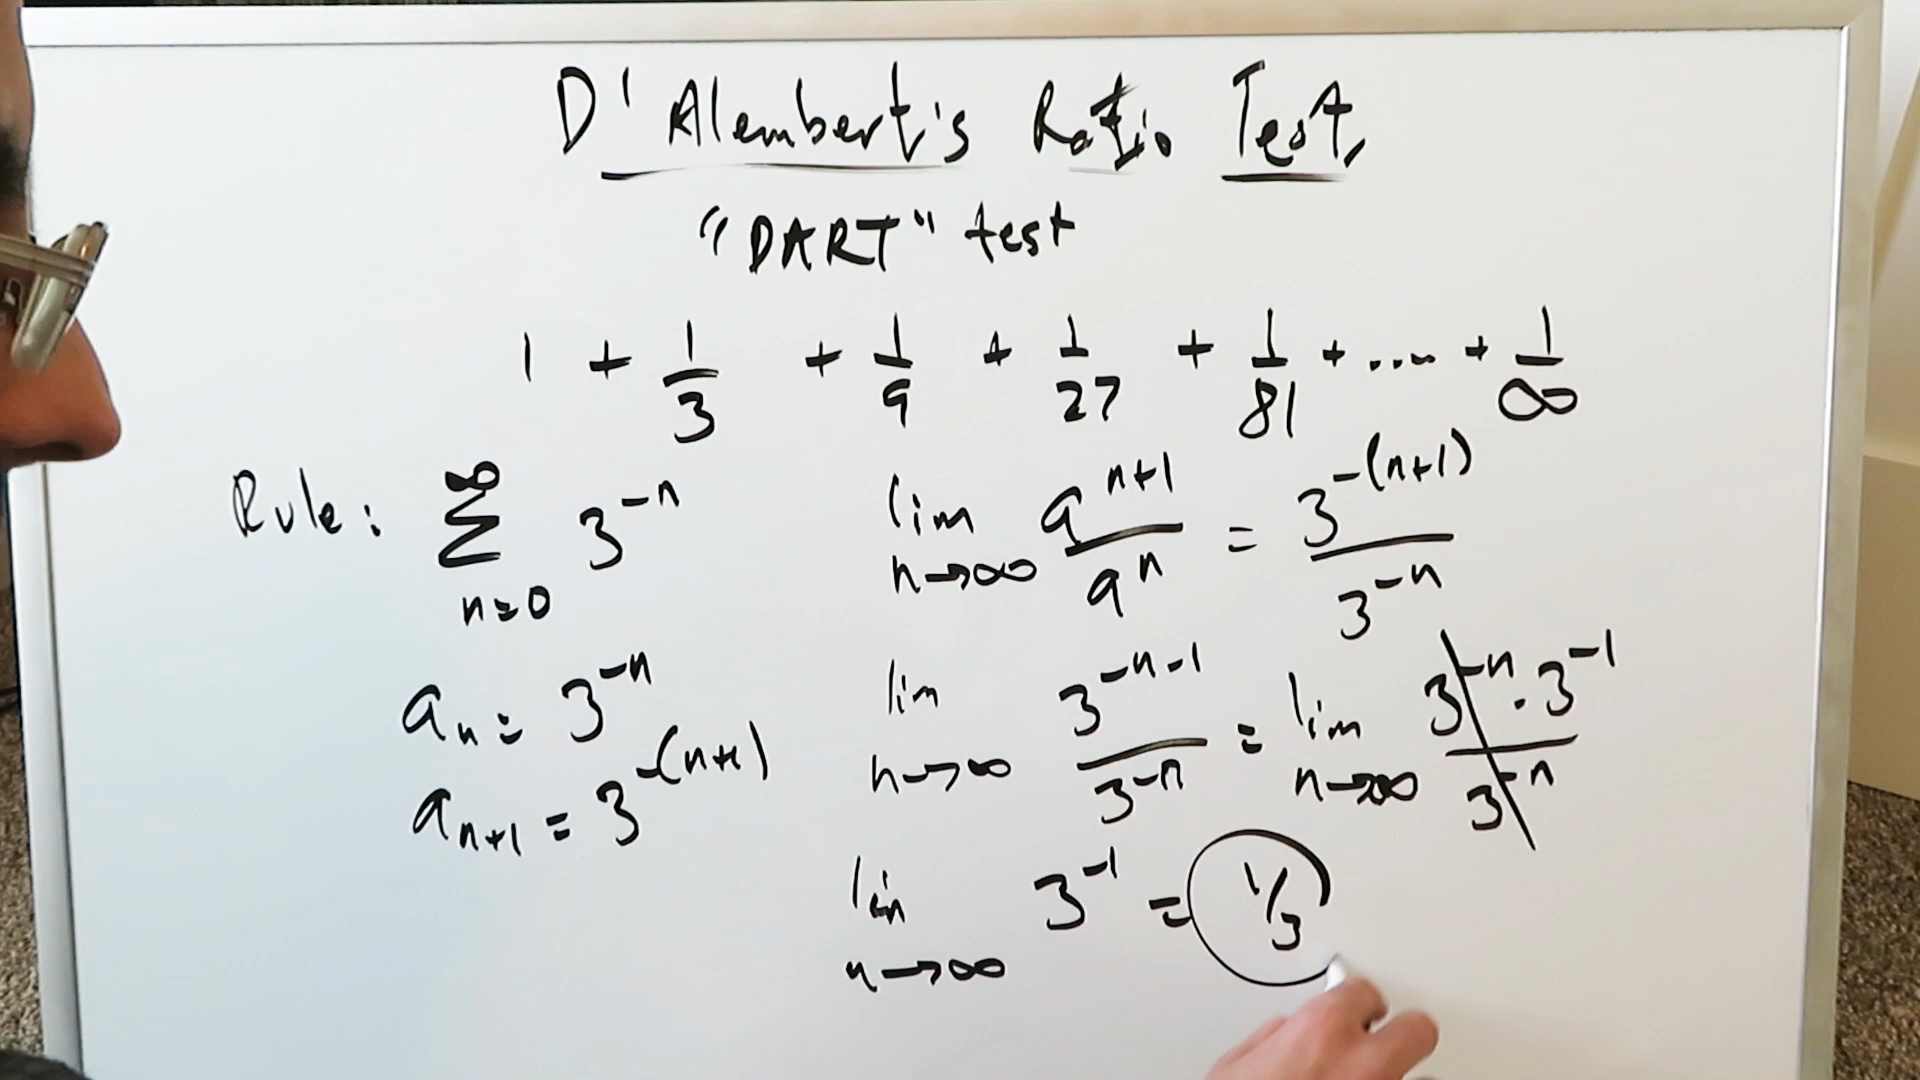 D'Alembert's Ratio Test,
"DART" test
1 + 1/3 + 1/9 + 1/27 + 1/81 + .... + 1/∞
Rule: ∞ Σ n=0 3^-n
lim n→∞ a^n+1 / a^n = 3^-(n+1) / 3^-n
a_n = 3^-n
a_n+1 = 3^-(n+1)
lim n→∞ 3^-n-1 / 3^-n = lim n→∞ 3^-n · 3^-1 / 3^-n
lim n→∞ 3^-1 = 1/3